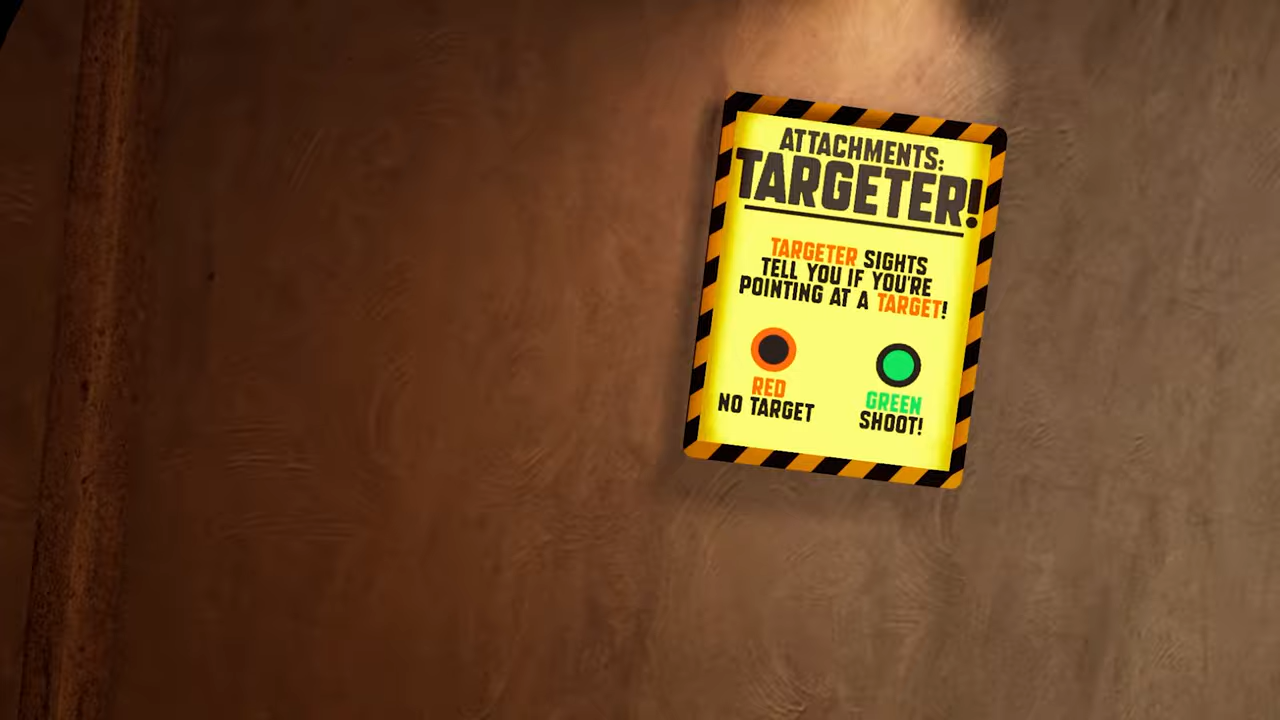 ATTACHMENTS:
TARGETER!
TARGETER SIGHTS
TELL YOU IF YOU'RE
POINTING AT A TARGET!
RED
NO TARGET
GREEN
SHOOT!